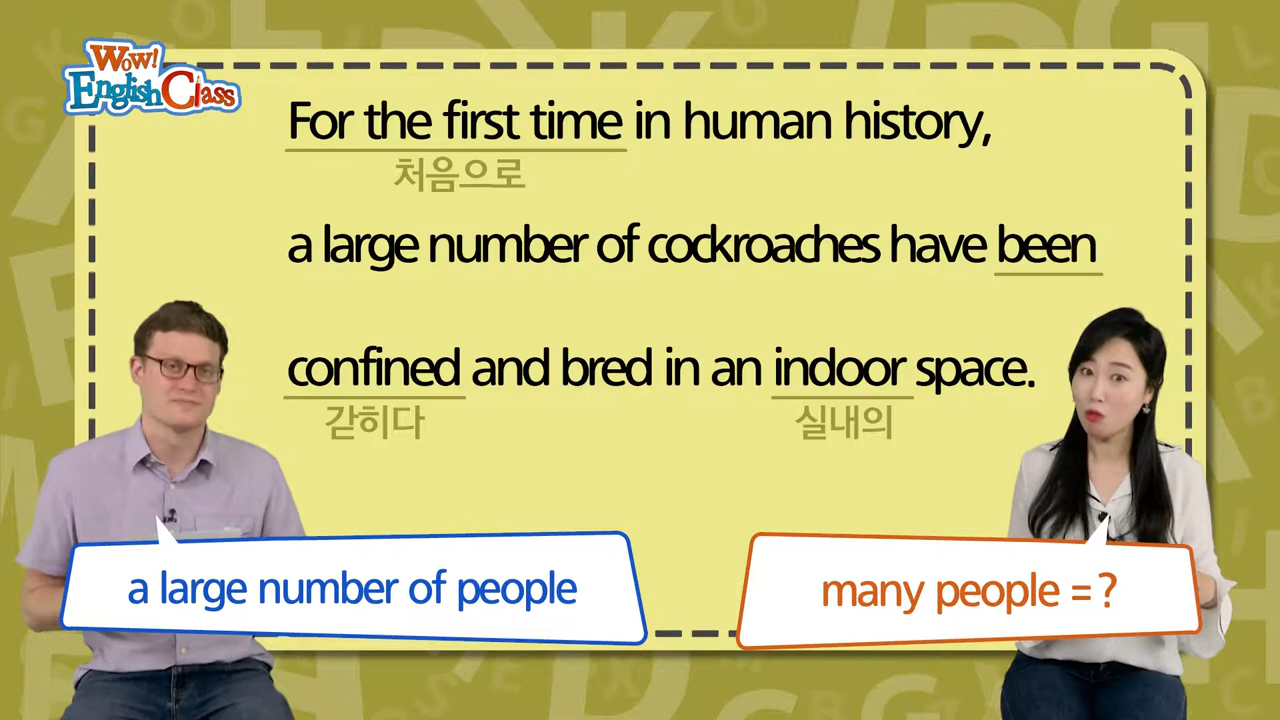 Wow!
English Class
For the first time in human history,
처음으로
a large number of cockroaches have been
confined and bred in an indoor space.
갇히다 실내의
a large number of people
many people = ?